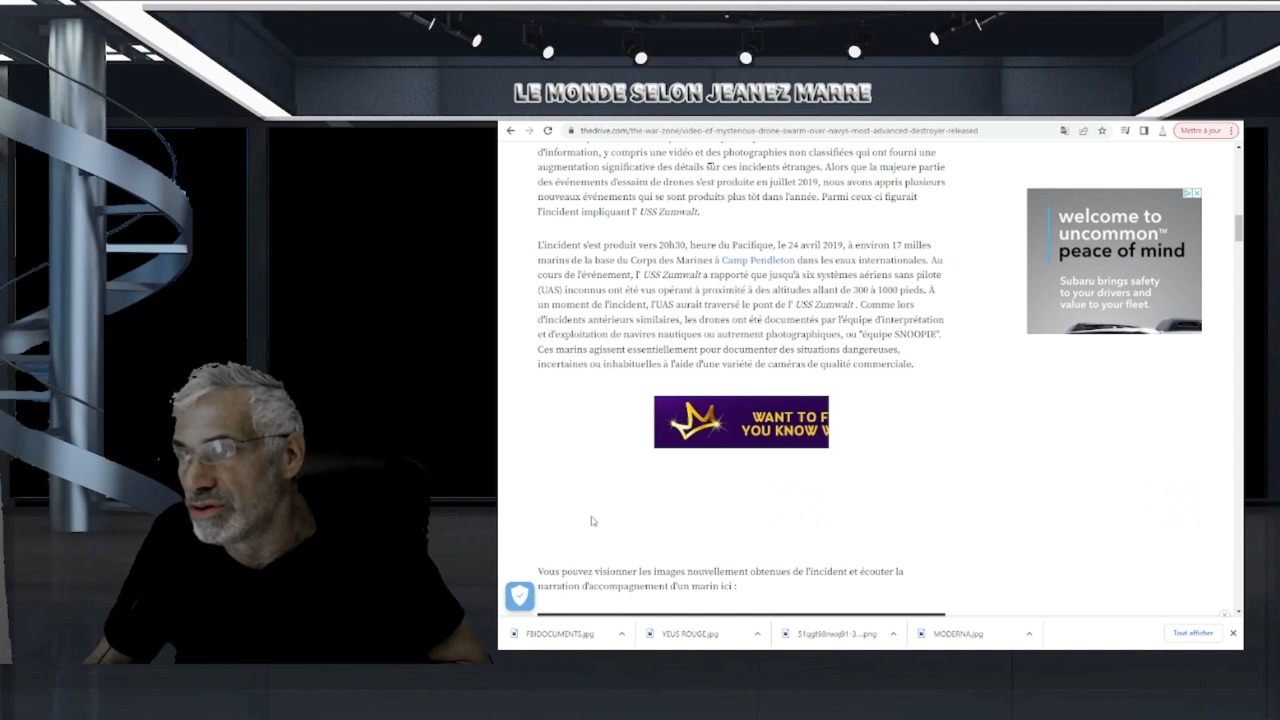 LE MONDE SELON JEANEZ MARRE
thedrive.com/the-war-zone/video-of-mysterious-drone-swarm-over-navys-most-advanced-destroyer-released
Mettre à jour
d'information, y compris une vidéo et des photographies non classifiées qui ont fourni une
augmentation significative des détails sur ces incidents étranges. Alors que la majeure partie
des événements d'essaim de drones s'est produite en juillet 2019, nous avons appris plusieurs
nouveaux événements qui se sont produits plus tôt dans l'année. Parmi ceux-ci figurait
l'incident impliquant l' USS Zumwalt.
L'incident s'est produit vers 20h30, heure du Pacifique, le 24 avril 2019, à environ 17 milles
marins de la base du Corps des Marines à Camp Pendleton dans les eaux internationales. Au
cours de l'événement, l' USS Zumwalt a rapporté que jusqu'à six systèmes aériens sans pilote
(UAS) inconnus ont été vus opérant à proximité à des altitudes allant de 300 à 1000 pieds. À
un moment de l'incident, l'UAS aurait traversé le pont de l' USS Zumwalt . Comme lors
d'incidents antérieurs similaires, les drones ont été documentés par l'équipe d'interprétation
et d'exploitation de navires nautiques ou autrement photographiques, ou "équipe SNOOPIE".
Ces marins agissent essentiellement pour documenter des situations dangereuses,
incertaines ou inhabituelles à l'aide d'une variété de caméras de qualité commerciale.
welcome to
uncommon™
peace of mind
Subaru brings safety
to your drivers and
value to your fleet.
WANT TO F
YOU KNOW W
Vous pouvez visionner les images nouvellement obtenues de l'incident et écouter la
narration d'accompagnement d'un marin ici :
FBIDOCUMENTS.jpg
YEUS ROUGE.jpg
51qgt98nwxj91-3....png
MODERNA.jpg
Tout afficher